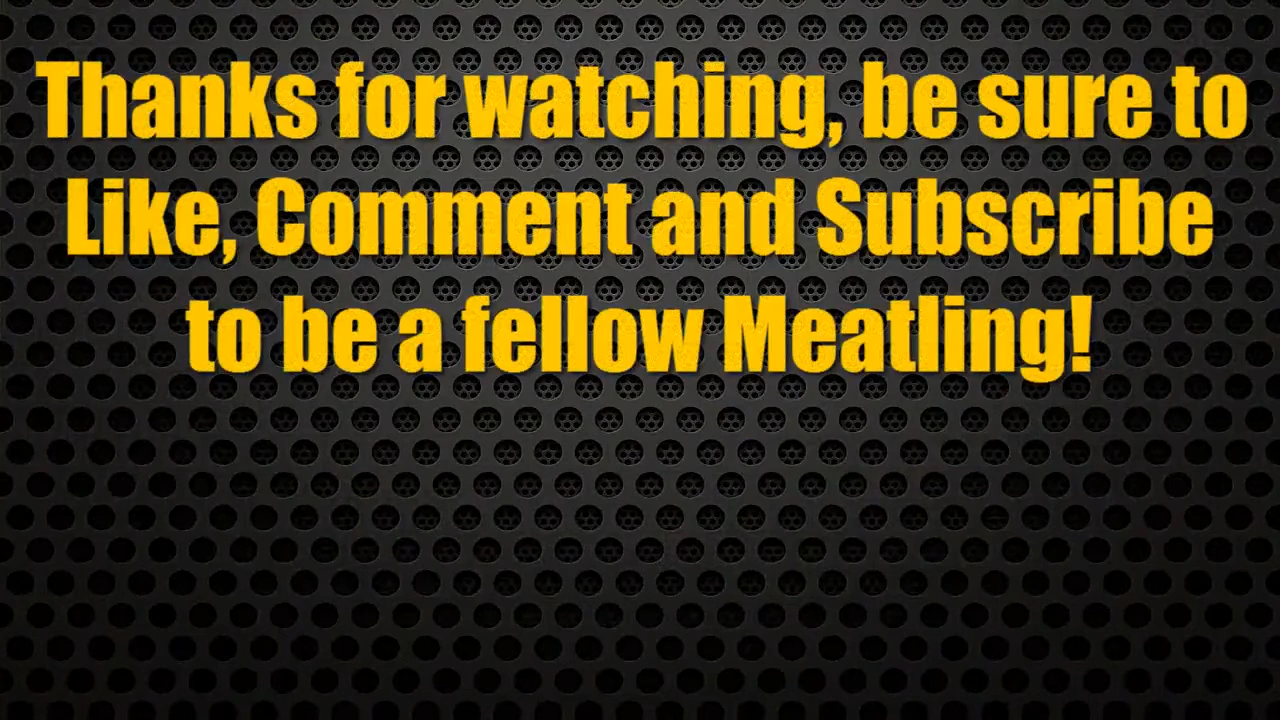 Thanks for watching, be sure to
Like, Comment and Subscribe
to be a fellow Meatling!